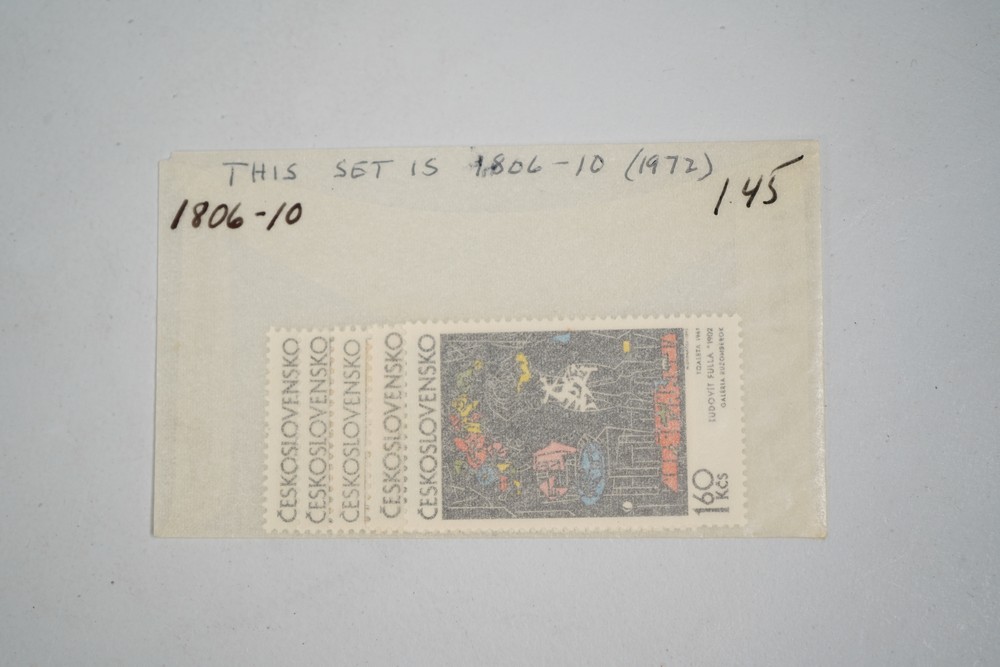 THIS SET IS 1806-10 (1972)
1806-10
1.45
ČESKOSLOVENSKO
ČESKOSLOVENSKO
ČESKOSLOVENSKO
ČESKOSLOVENSKO
ČESKOSLOVENSKO
ĽUDOVÍT FULLA *1902
GALÉRIA RUŽOMBEROK
60
Kčs